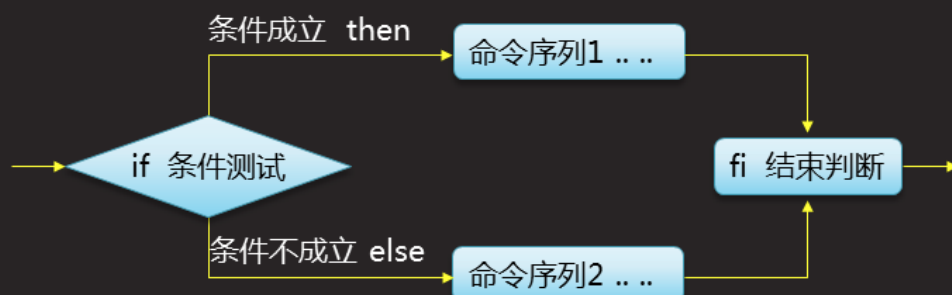 条件成立 then
命令序列1 .. ..
if 条件测试
fi 结束判断
条件不成立 else
命令序列2 .. ..